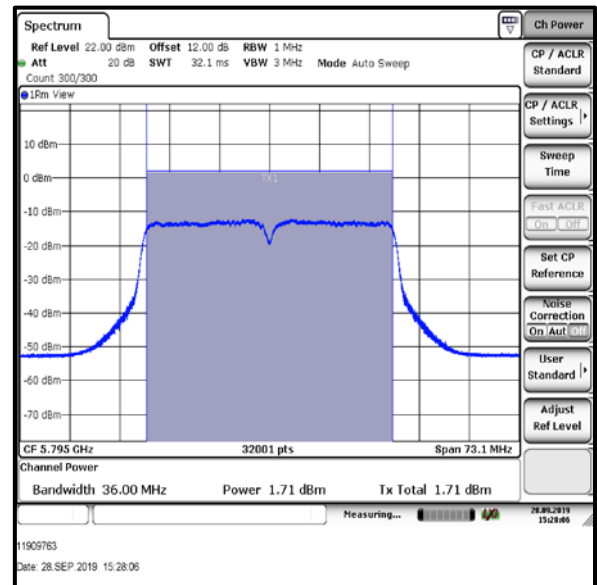 Spectrum
Ref Level 22.00 dBm Offset 12.00 dB RBW 1 MHz
Att 20 dB SWT 32.1 ms VBW 3 MHz Mode Auto Sweep
Count 300/300
1Rm View
10 dBm
0 dBm
TX1
-10 dBm
-20 dBm
-30 dBm
-40 dBm
-50 dBm
-60 dBm
-70 dBm
CF 5.795 GHz 32001 pts Span 73.1 MHz
Channel Power
Bandwidth 36.00 MHz Power 1.71 dBm Tx Total 1.71 dBm
Measuring... 28.09.2019
15:28:06
Ch Power
CP / ACLR
Standard
CP / ACLR
Settings
Sweep
Time
Fast ACLR
On Off
Set CP
Reference
Noise
Correction
On Aut Off
User
Standard
Adjust
Ref Level
11909763
Date: 28.SEP.2019 15:28:06